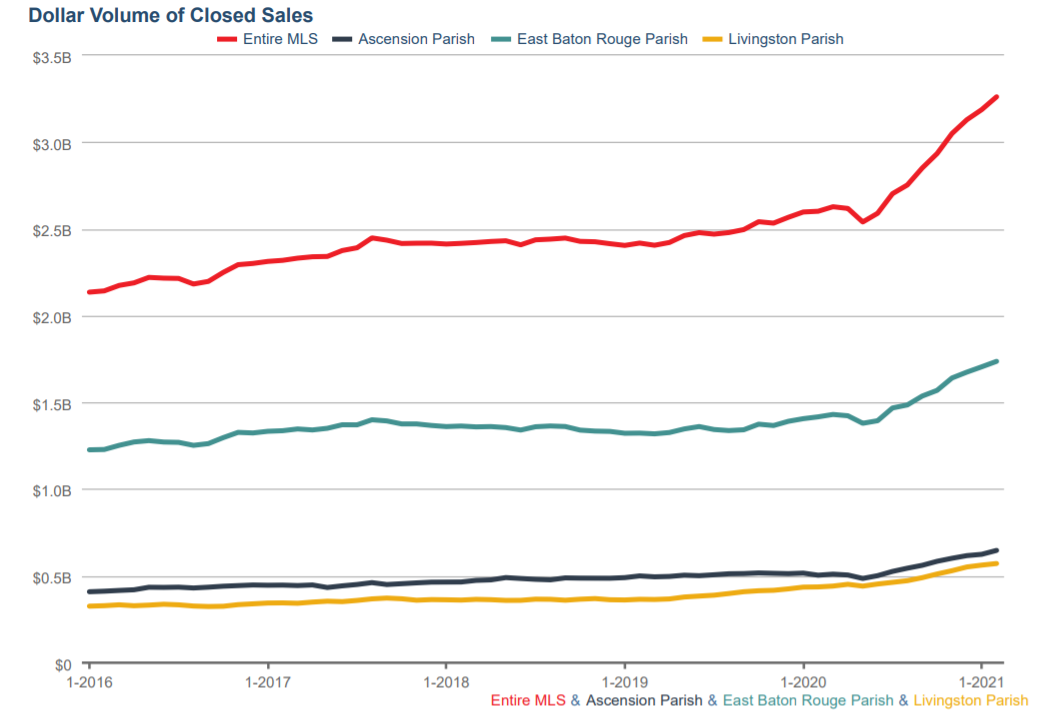 Dollar Volume of Closed Sales
Entire MLS Ascension Parish East Baton Rouge Parish Livingston Parish
$3.5B
$3.0B
$2.5B
$2.0B
$1.5B
$1.0B
$0.5B
$0
1-2016 1-2017 1-2018 1-2019 1-2020 1-2021
Entire MLS & Ascension Parish & East Baton Rouge Parish & Livingston Parish